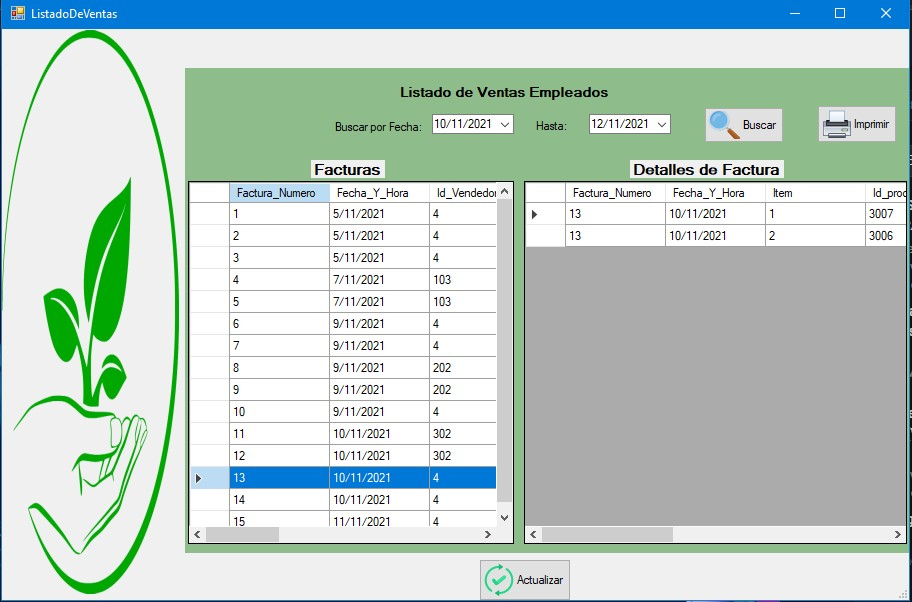 ListadoDeVentas
Listado de Ventas Empleados
Buscar por Fecha: 10/11/2021 Hasta: 12/11/2021 Buscar Imprimir
Facturas
Factura_Numero Fecha_Y_Hora Id_Vendedor
1 5/11/2021 4
2 5/11/2021 4
3 5/11/2021 4
4 7/11/2021 103
5 7/11/2021 103
6 9/11/2021 4
7 9/11/2021 4
8 9/11/2021 202
9 9/11/2021 202
10 9/11/2021 4
11 10/11/2021 302
12 10/11/2021 302
13 10/11/2021 4
14 10/11/2021 4
15 11/11/2021 4
Detalles de Factura
Factura_Numero Fecha_Y_Hora Item Id_proc
13 10/11/2021 1 3007
13 10/11/2021 2 3006
Actualizar